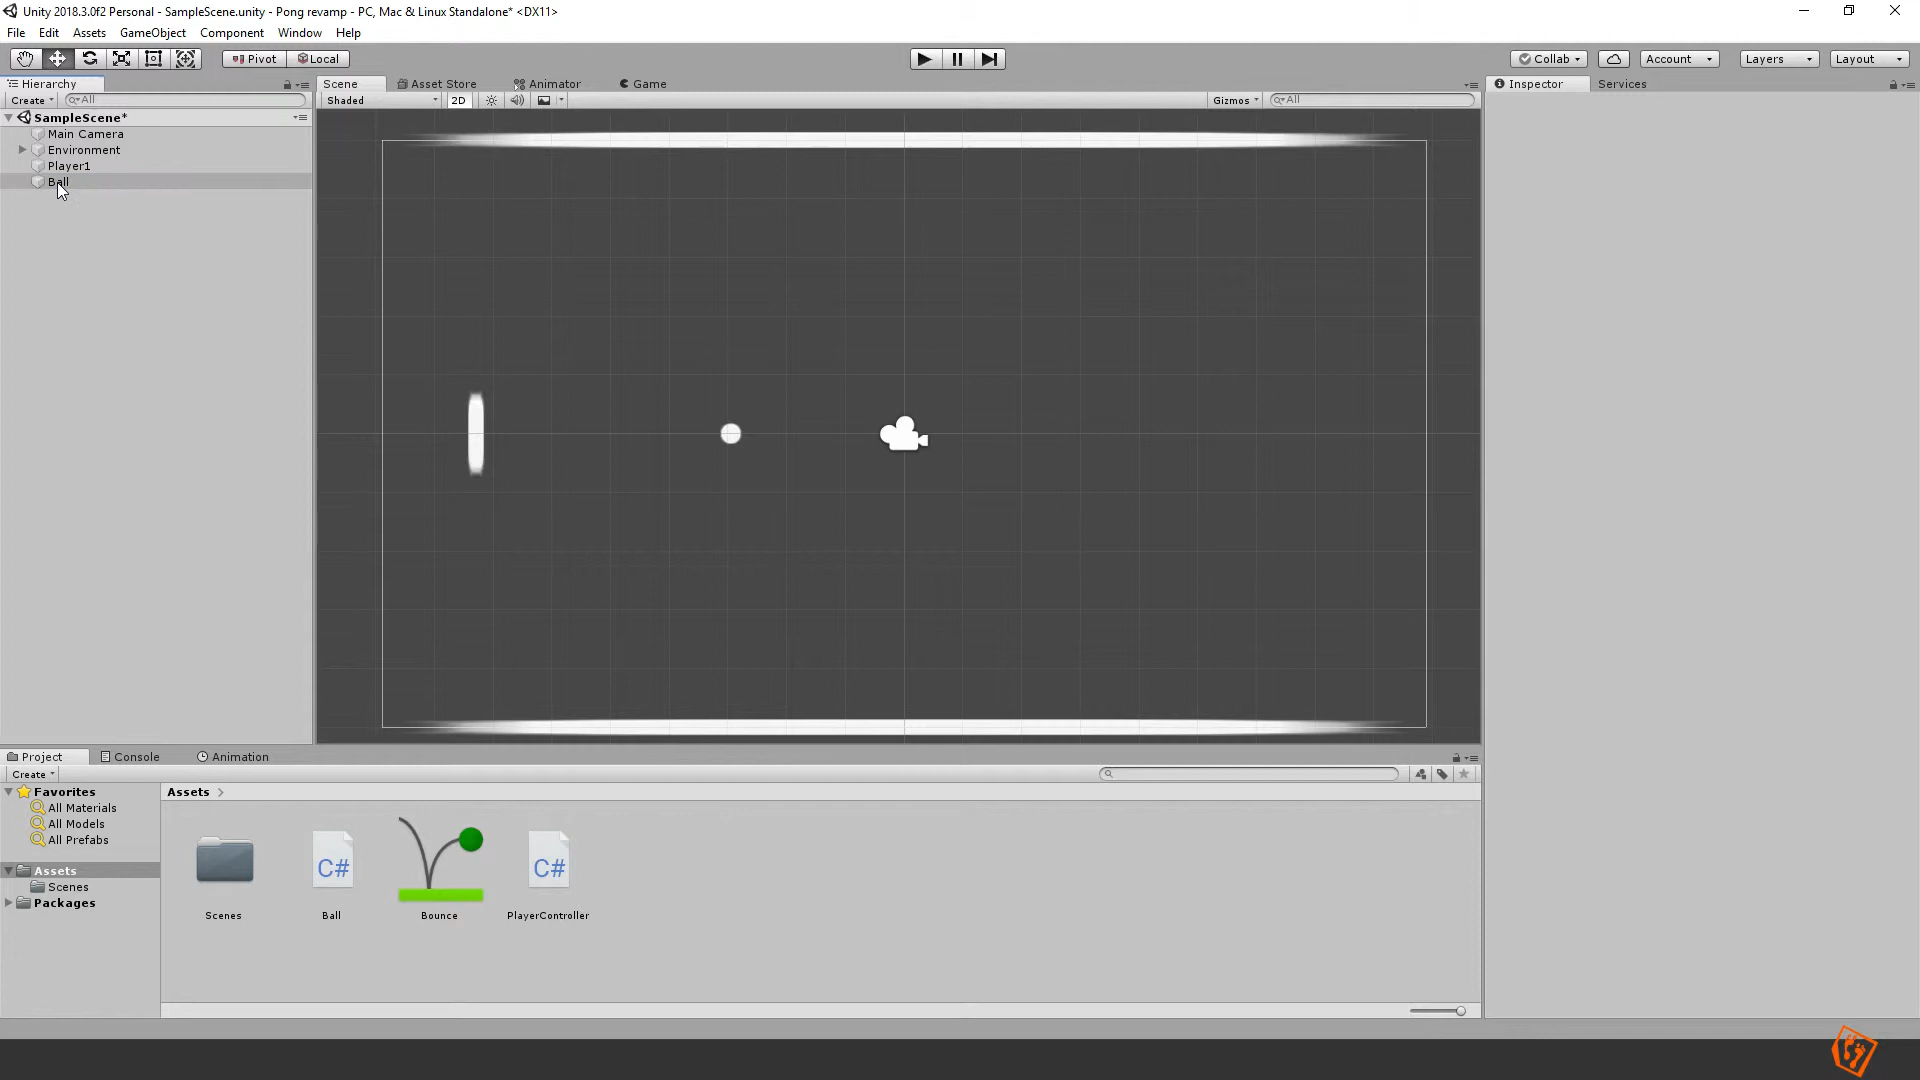 Unity 2018.3.0f2 Personal - SampleScene.unity - Pong revamp - PC, Mac & Linux Standalone* <DX11>
File Edit Assets GameObject Component Window Help
Pivot Local Collab Account Layers Layout
Hierarchy Scene Asset Store Animator Game Inspector Services
Create All Shaded 2D Gizmos All
SampleScene*
Main Camera
Environment
Player1
Ball
Project Console Animation
Create
Favorites Assets
All Materials
All Models
All Prefabs
Assets
Scenes
Packages
C# C#
Scenes Ball Bounce PlayerController